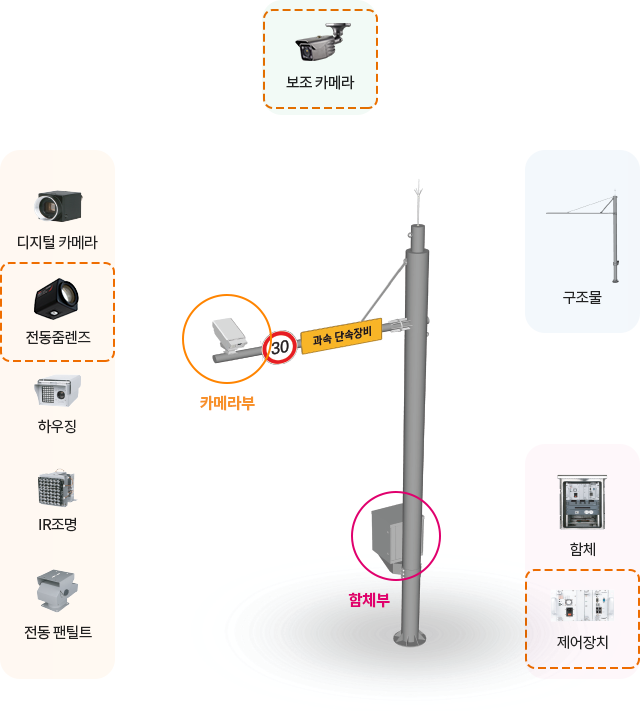 보조 카메라
디지털 카메라
전동줌렌즈
하우징
IR조명
전동 팬틸트
30
과속 단속장비
카메라부
함체부
구조물
함체
제어장치